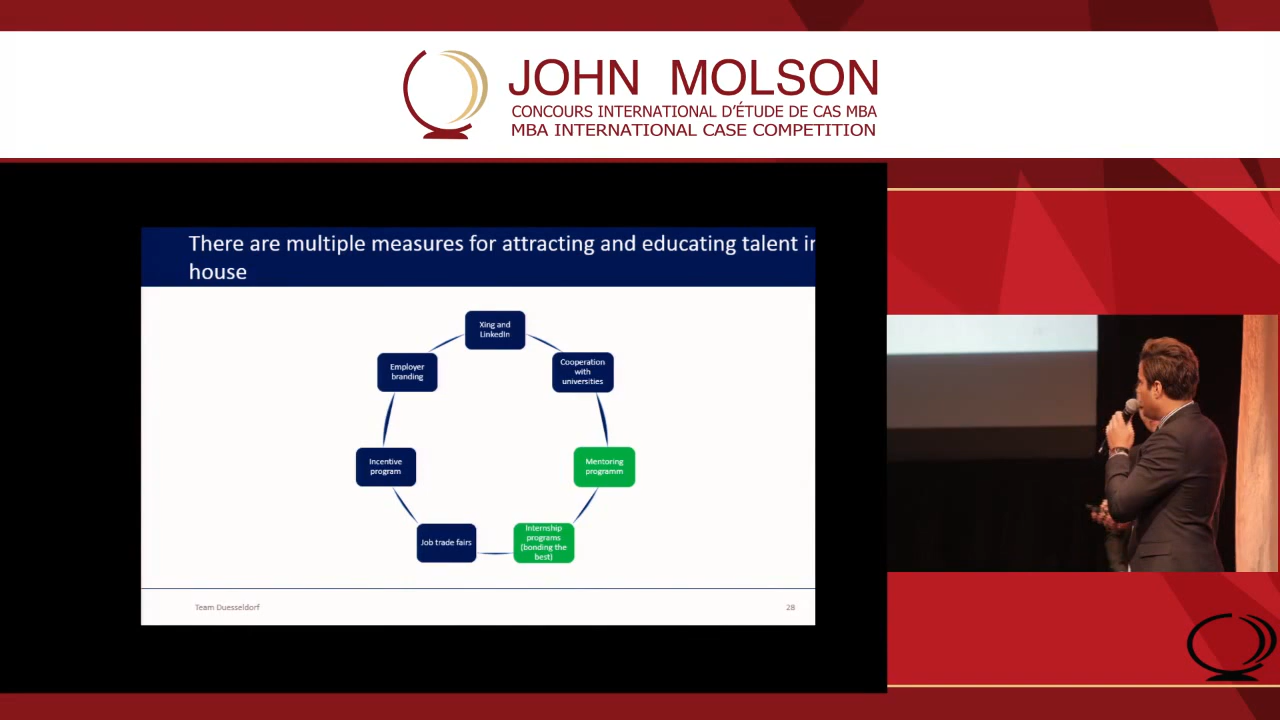 JOHN MOLSON
CONCOURS INTERNATIONAL D'ÉTUDE DE CAS MBA
MBA INTERNATIONAL CASE COMPETITION
There are multiple measures for attracting and educating talent in
house
Xing and
LinkedIn
Cooperation
with
universities
Mentoring
programm
Internship
programs
(bonding the
best)
Job trade fairs
Incentive
program
Employer
branding
Team Duesseldorf
28